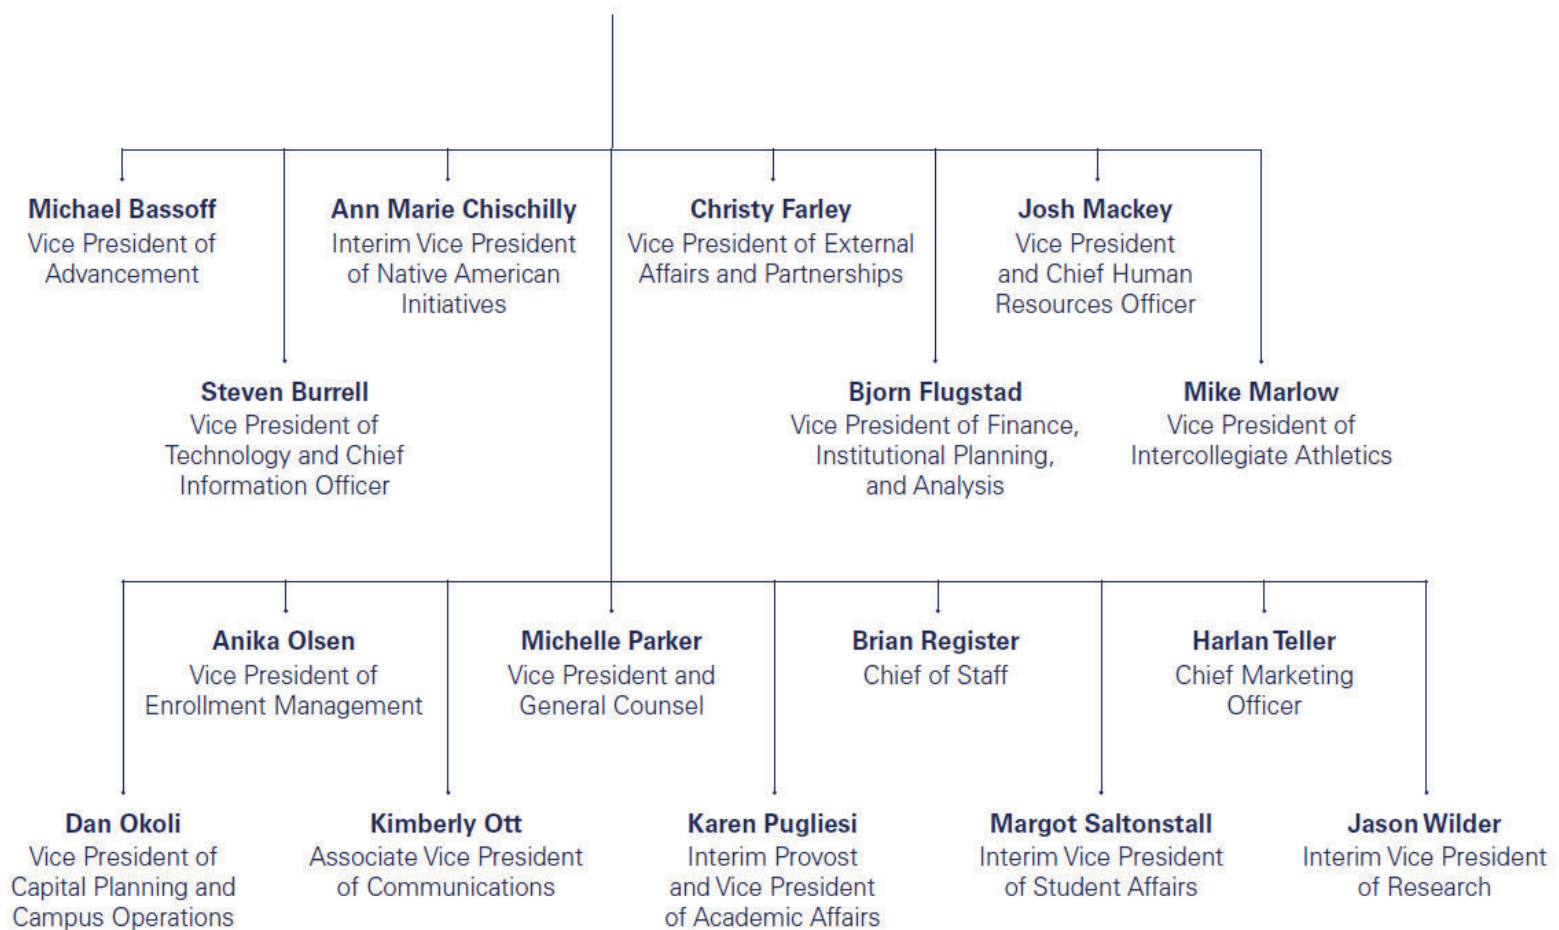 Michael Bassoff
Vice President of
Advancement
Ann Marie Chischilly
Interim Vice President
of Native American
Initiatives
Christy Farley
Vice President of External
Affairs and Partnerships
Josh Mackey
Vice President
and Chief Human
Resources Officer
Steven Burrell
Vice President of
Technology and Chief
Information Officer
Bjorn Flugstad
Vice President of Finance,
Institutional Planning,
and Analysis
Mike Marlow
Vice President of
Intercollegiate Athletics
Anika Olsen
Vice President of
Enrollment Management
Michelle Parker
Vice President and
General Counsel
Brian Register
Chief of Staff
Harlan Teller
Chief Marketing
Officer
Dan Okoli
Vice President of
Capital Planning and
Campus Operations
Kimberly Ott
Associate Vice President
of Communications
Karen Pugliesi
Interim Provost
and Vice President
of Academic Affairs
Margot Saltonstall
Interim Vice President
of Student Affairs
Jason Wilder
Interim Vice President
of Research